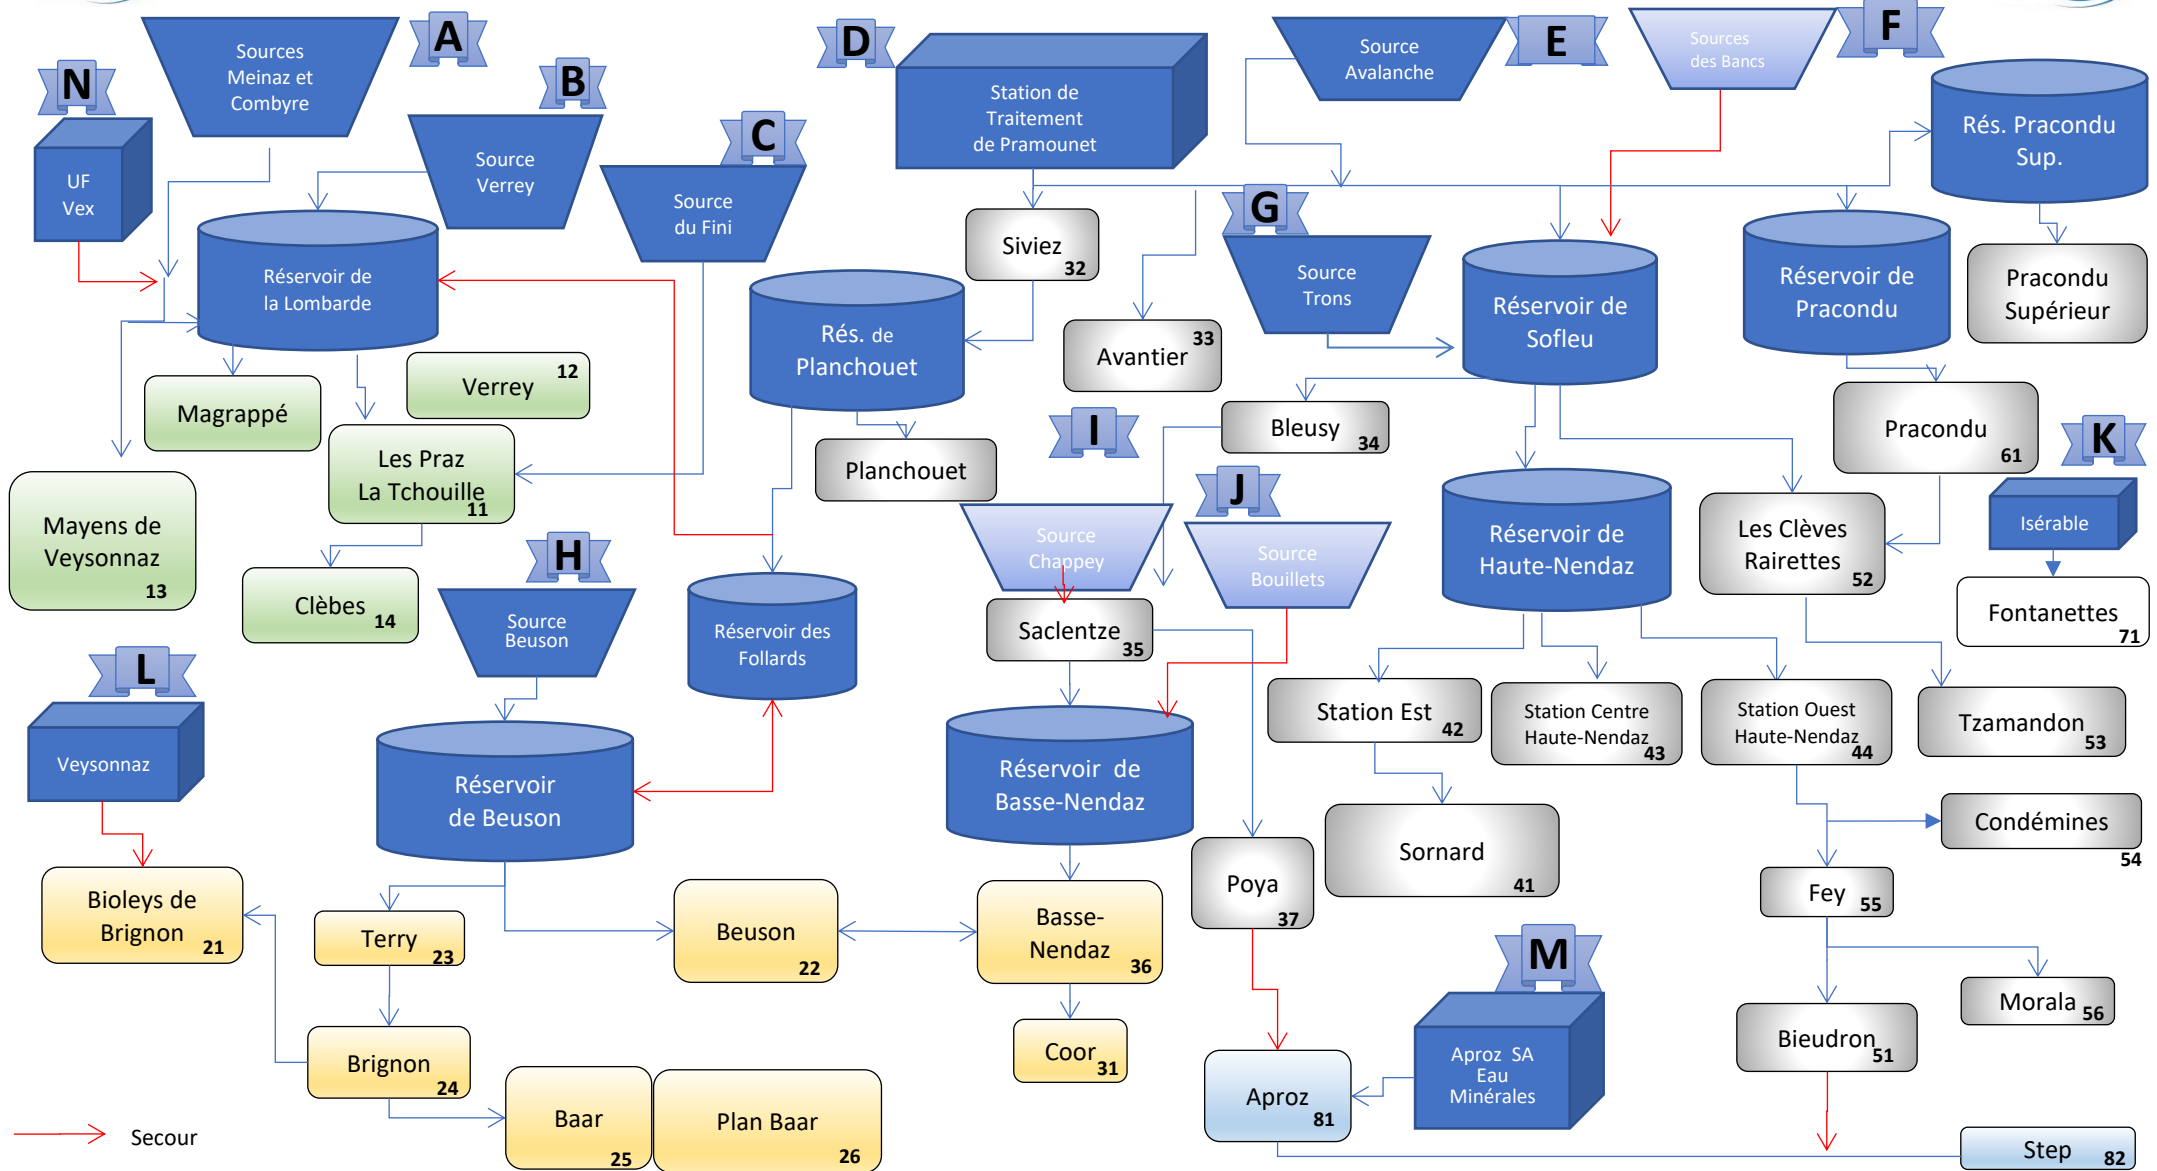 A
B
C
D
E
F
N
Sources
Meinaz et
Combyre
Source
Verrey
Source
du Fini
Station de
Traitement
de Pramounet
Source
Avalanche
Sources
des Bancs
Rés. Pracondu
Sup.
UF
Vex
G
Siviez
32
Source
Trons
Réservoir de
la Lombarde
Rés. de
Planchouet
Avantier
33
Réservoir de
Sofleu
Réservoir de
Pracondu
Pracondu
Supérieur
Magrappé
Verrey
12
Les Praz
La Tchouille
11
Planchouet
I
Bleusy
34
Pracondu
61
K
Mayens de
Veysonnaz
13
Clèbes
14
H
Source
Beuson
Réservoir des
Follards
Source
Chappey
J
Source
Bouillets
Saclentze
35
Réservoir de
Haute-Nendaz
Les Clèves
Rairettes
52
Isérable
Fontanettes
71
L
Veysonnaz
Réservoir
de Beuson
Réservoir de
Basse-Nendaz
Station Est
42
Station Centre
Haute-Nendaz
43
Station Ouest
Haute-Nendaz
44
Tzamandon
53
Sornard
41
Condémines
54
Bioleys de
Brignon
21
Terry
23
Beuson
22
Basse-
Nendaz
36
Poya
37
Fey
55
M
Morala
56
Brignon
24
Coor
31
Aproz
81
Aproz SA
Eau
Minérales
Bieudron
51
Secour
Baar
25
Plan Baar
26
Step
82